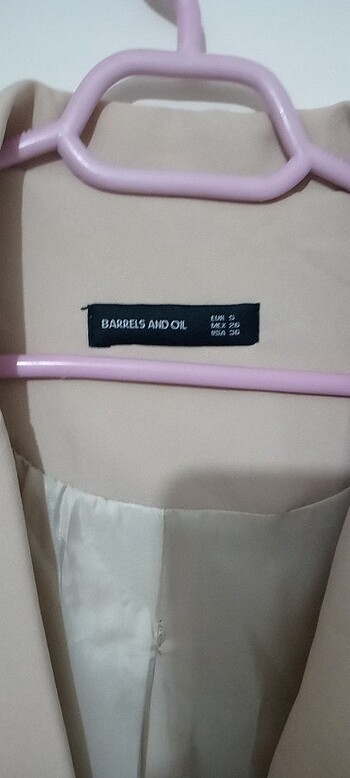 BARRELS AND OIL
EUR S
MEX 26
USA 36